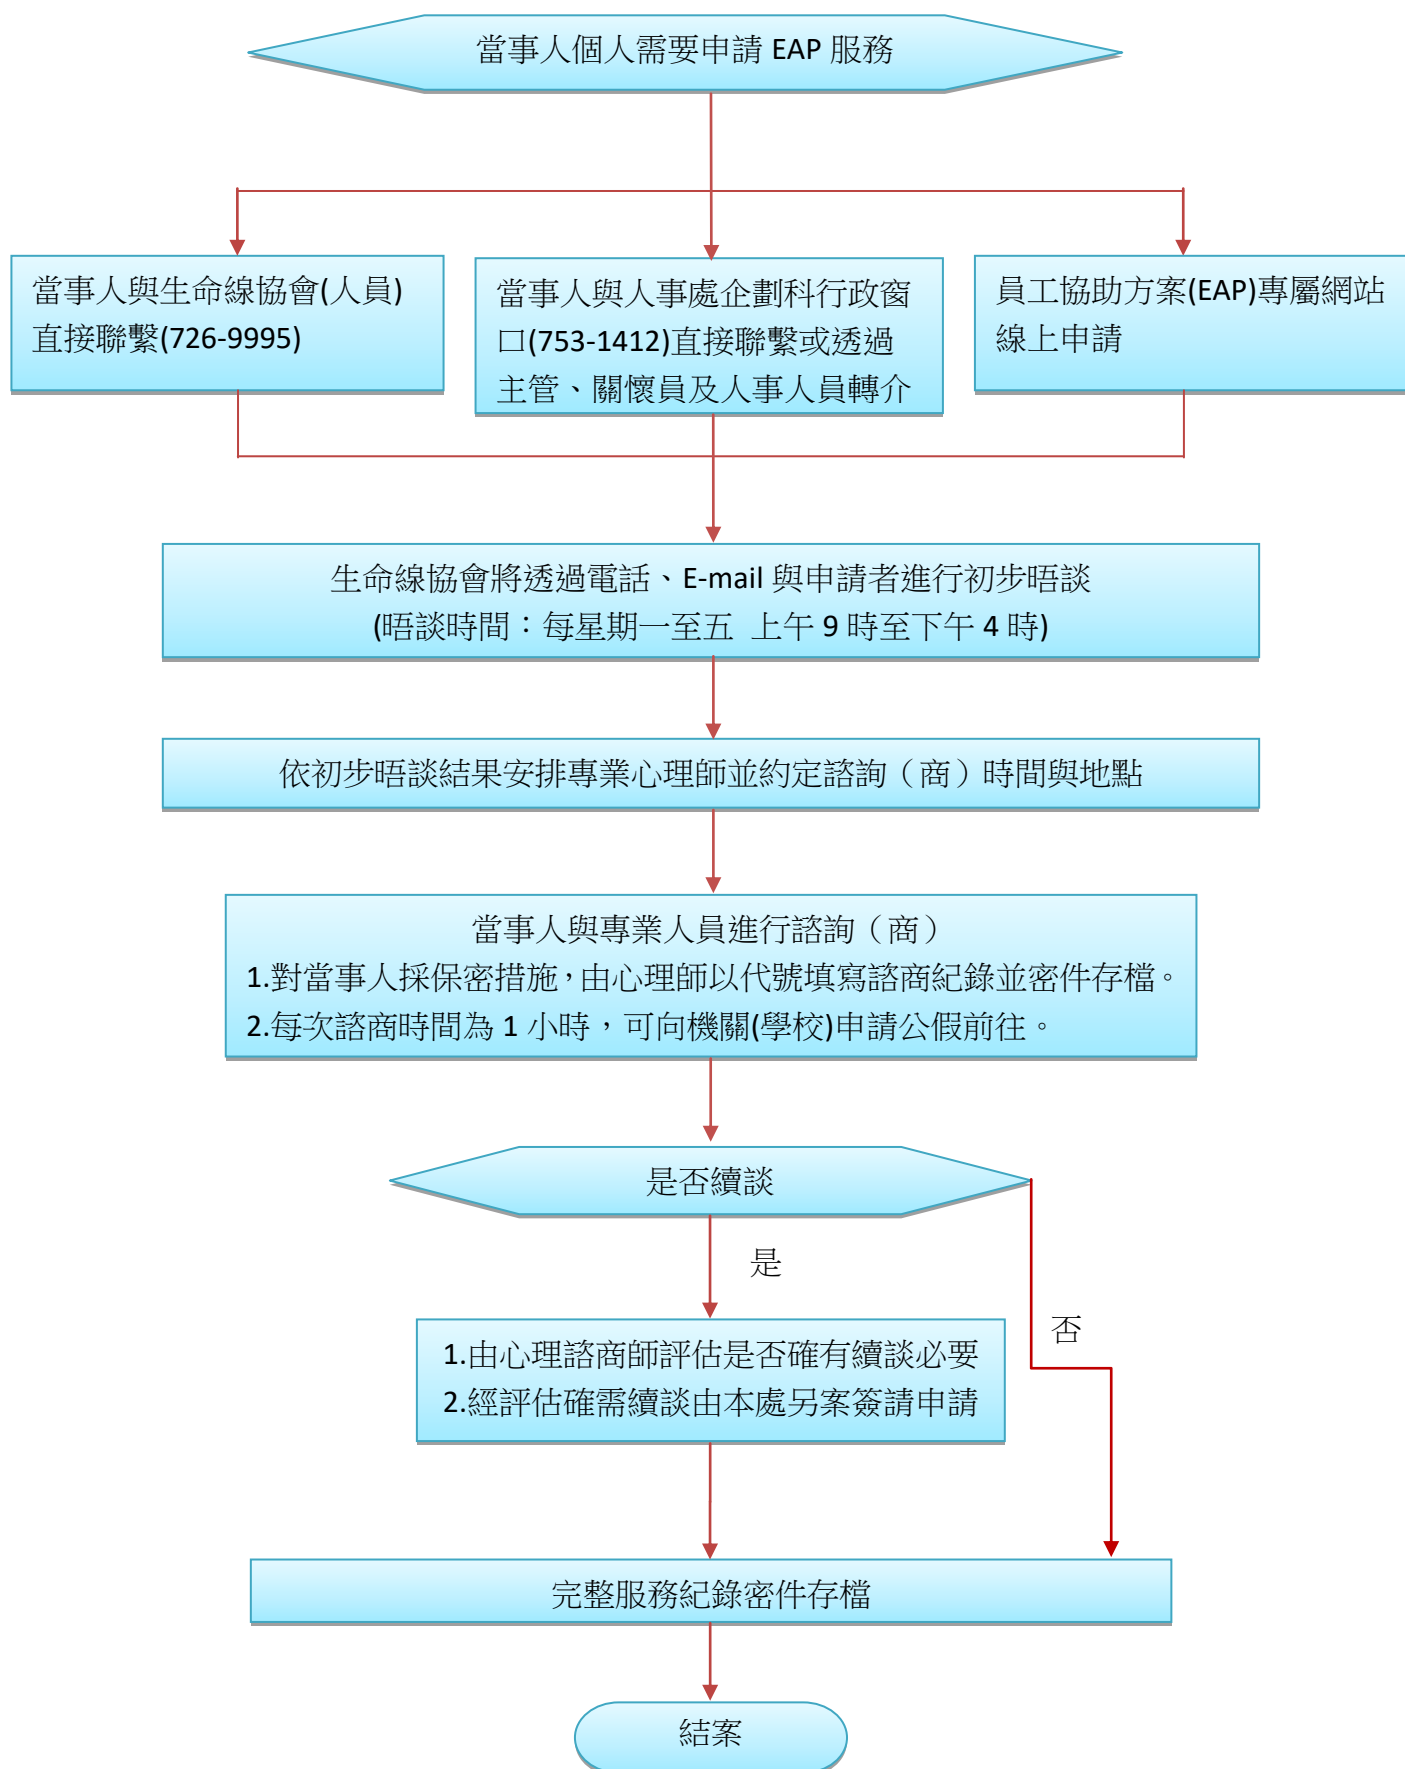 當事人個人需要申請 EAP 服務
當事人與生命線協會(人員)
直接聯繫(726-9995)
當事人與人事處企劃科行政窗
口(753-1412)直接聯繫或透過
主管、關懷員及人事人員轉介
員工協助方案(EAP)專屬網站
線上申請
生命線協會將透過電話、E-mail 與申請者進行初步晤談
(晤談時間：每星期一至五 上午 9 時至下午 4 時)
依初步晤談結果安排專業心理師並約定諮詢（商）時間與地點
當事人與專業人員進行諮詢（商）
1.對當事人採保密措施，由心理師以代號填寫諮商紀錄並密件存檔。
2.每次諮商時間為 1 小時，可向機關(學校)申請公假前往。
是否續談
是
否
1.由心理諮商師評估是否確有續談必要
2.經評估確需續談由本處另案簽請申請
完整服務紀錄密件存檔
結案